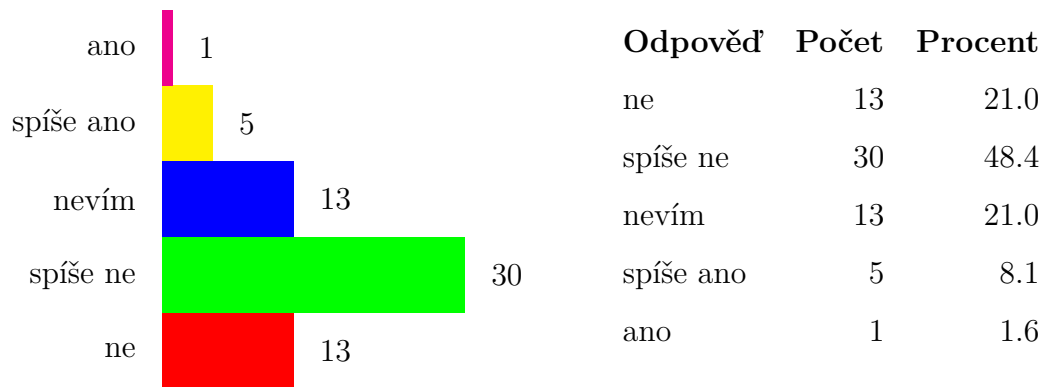 ano 1
spíše ano 5
nevím 13
spíše ne 30
ne 13
Odpověď Počet Procent
ne 13 21.0
spíše ne 30 48.4
nevím 13 21.0
spíše ano 5 8.1
ano 1 1.6